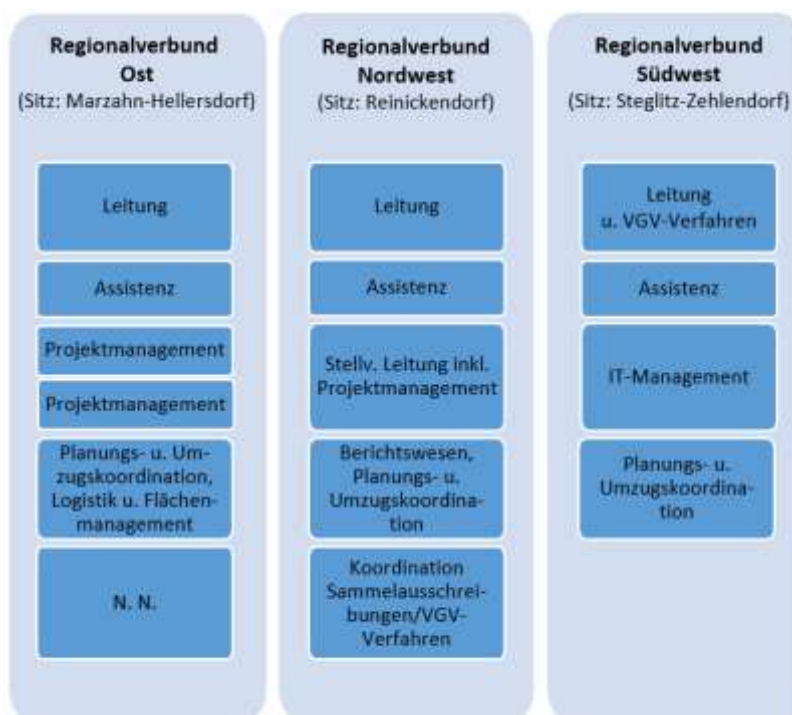 Regionalverbund
Ost
(Sitz: Marzahn-Hellersdorf)
Leitung
Assistenz
Projektmanagement
Projektmanagement
Planungs- u. Um-
zugskoordination,
Logistik u. Flächen-
management
N. N.
Regionalverbund
Nordwest
(Sitz: Reinickendorf)
Leitung
Assistenz
Stellv. Leitung inkl.
Projektmanagement
Berichtswesen,
Planungs- u.
Umzugskoordina-
tion
Koordination
Sammelausschrei-
bungen/VGV-
Verfahren
Regionalverbund
Südwest
(Sitz: Steglitz-Zehlendorf)
Leitung
u. VGV-Verfahren
Assistenz
IT-Management
Planungs- u.
Umzugskoordina-
tion